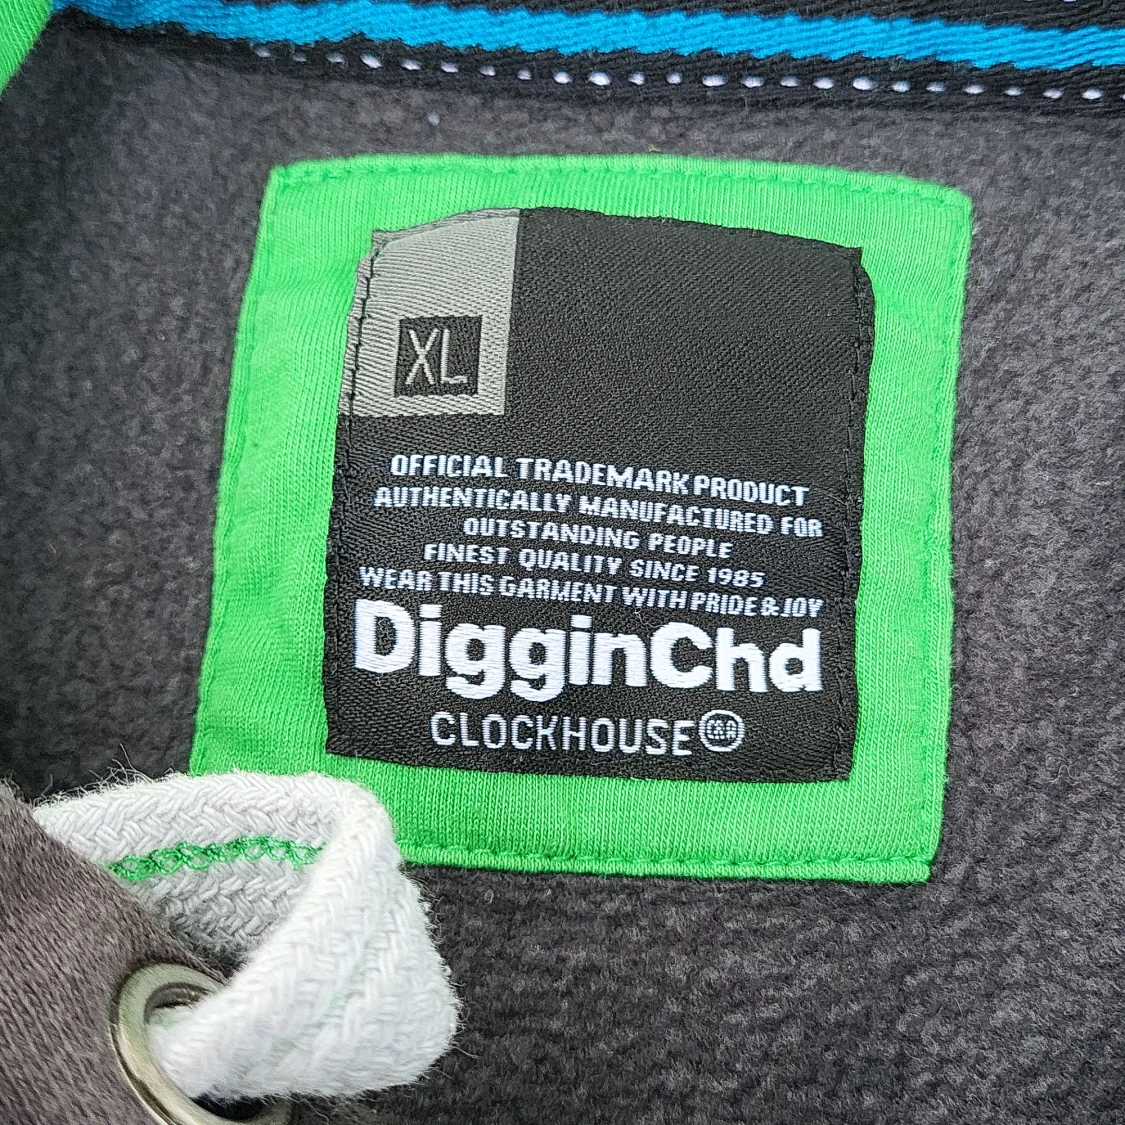 XL
OFFICIAL TRADEMARK PRODUCT
AUTHENTICALLY MANUFACTURED FOR
OUTSTANDING PEOPLE
FINEST QUALITY SINCE 1985
WEAR THIS GARMENT WITH PRIDE & JOY
DigginChd
CLOCKHOUSE